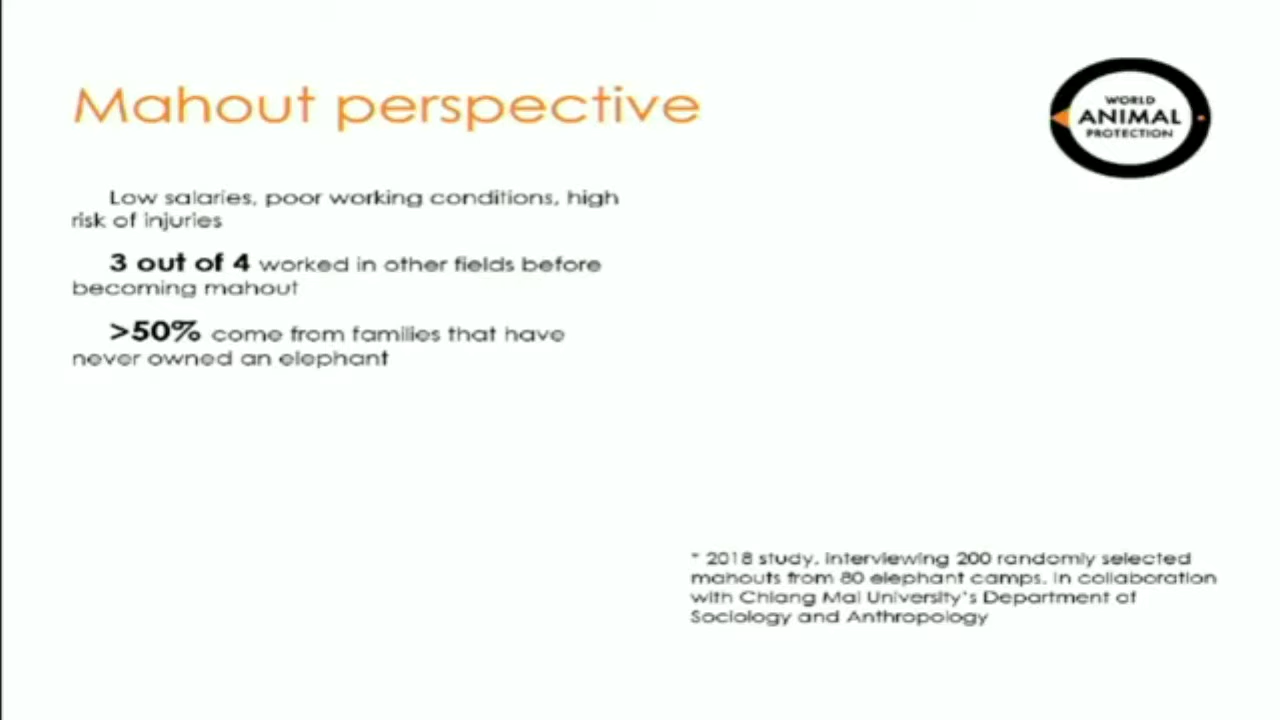 Mahout perspective
WORLD
ANIMAL
PROTECTION
Low salaries, poor working conditions, high
risk of injuries
3 out of 4 worked in other fields before
becoming mahout
>50% come from families that have
never owned an elephant
* 2018 study, interviewing 200 randomly selected
mahouts from 80 elephant camps. In collaboration
with Chiang Mai University's Department of
Sociology and Anthropology